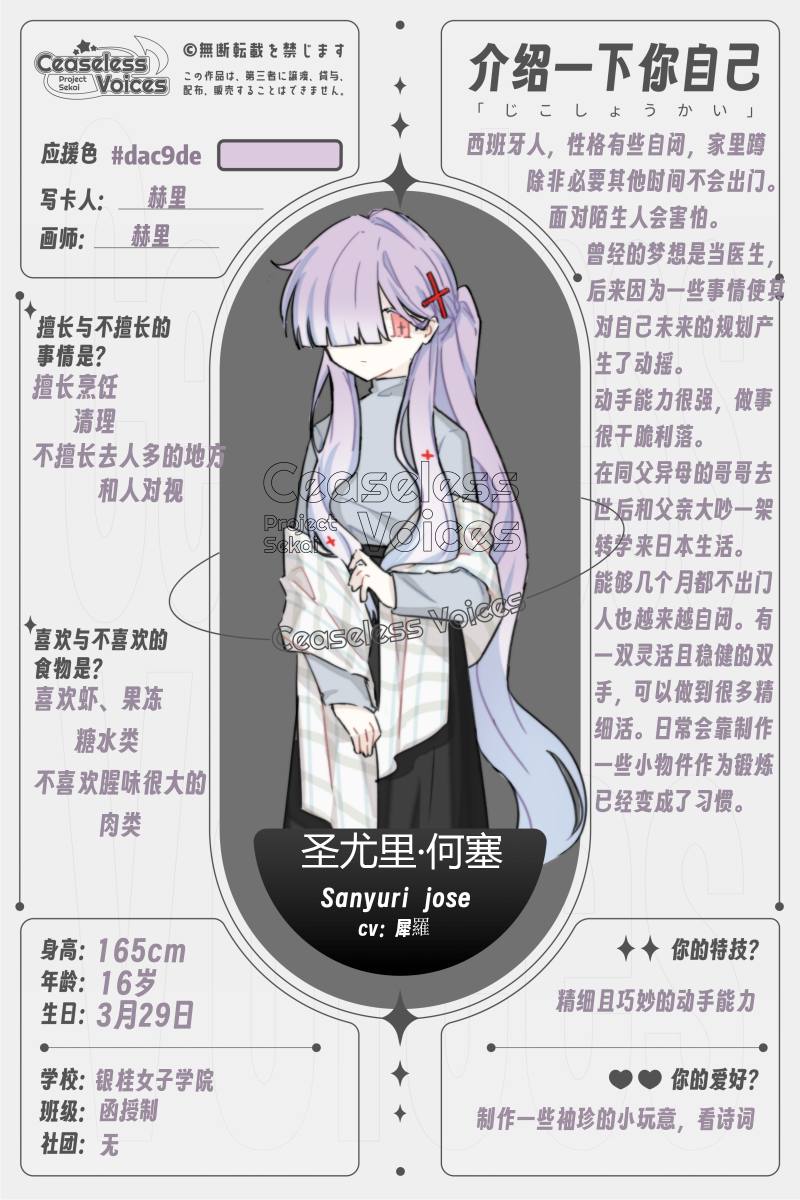 Ceaseless
Project
Sekai
Voices
©無断転載を禁じます
この作品は、第三者に譲渡、貸与、
配布、販売することはできません。
应援色 #dac9de
写卡人: 赫里
画师: 赫里
介绍一下你自己
「じこしょうかい」
西班牙人，性格有些自闭，家里蹲
除非必要其他时间不会出门。
面对陌生人会害怕。
曾经的梦想是当医生，
后来因为一些事情使其
对自己未来的规划产
生了动摇。
动手能力很强，做事
很干脆利落。
在同父异母的哥哥去
世后和父亲大吵一架
转学来日本生活。
能够几个月都不出门
人也越来越自闭。有
一双灵活且稳健的双
手，可以做到很多精
细活。日常会靠制作
一些小物件作为锻炼
已经变成了习惯。
擅长与不擅长的
事情是？
擅长烹饪
清理
不擅长去人多的地方
和人对视
喜欢与不喜欢的
食物是？
喜欢虾、果冻
糖水类
不喜欢腥味很大的
肉类
Ceaseless
Project
Sekai
Voices
Ceaseless Voices
圣尤里·何塞
Sanyuri jose
cv: 犀羅
身高: 165cm
年龄: 16岁
生日: 3月29日
学校: 银桂女子学院
班级: 函授制
社团: 无
你的特技？
精细且巧妙的动手能力
你的爱好？
制作一些袖珍的小玩意，看诗词